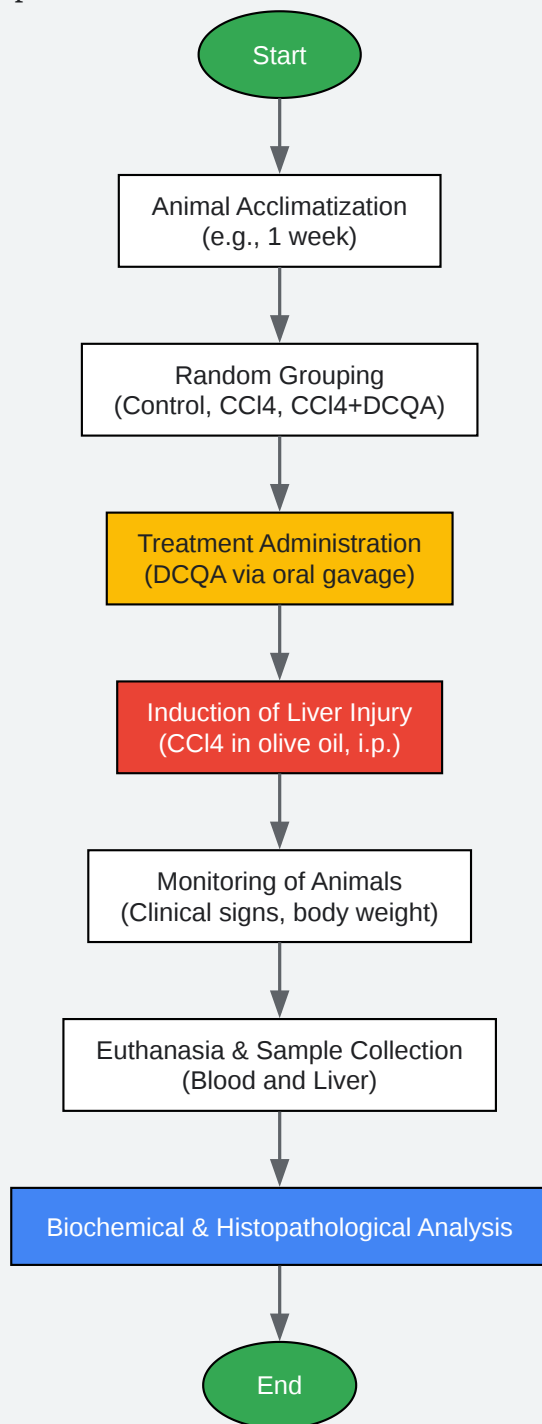 Start
Animal Acclimatization
(e.g., 1 week)
Random Grouping
(Control, CCl4, CCl4+DCQA)
Treatment Administration
(DCQA via oral gavage)
Induction of Liver Injury
(CCl4 in olive oil, i.p.)
Monitoring of Animals
(Clinical signs, body weight)
Euthanasia & Sample Collection
(Blood and Liver)
Biochemical & Histopathological Analysis
End